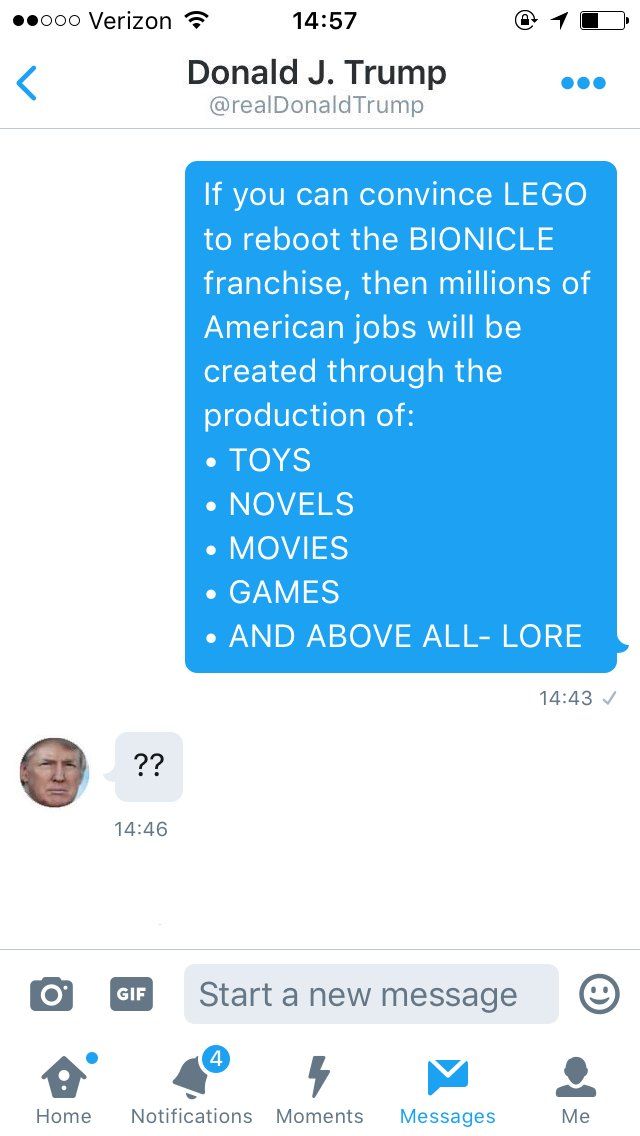 Verizon 14:57
Donald J. Trump
@realDonaldTrump
If you can convince LEGO
to reboot the BIONICLE
franchise, then millions of
American jobs will be
created through the
production of:
• TOYS
• NOVELS
• MOVIES
• GAMES
• AND ABOVE ALL- LORE
14:43
??
14:46
GIF Start a new message
4
Home Notifications Moments Messages Me